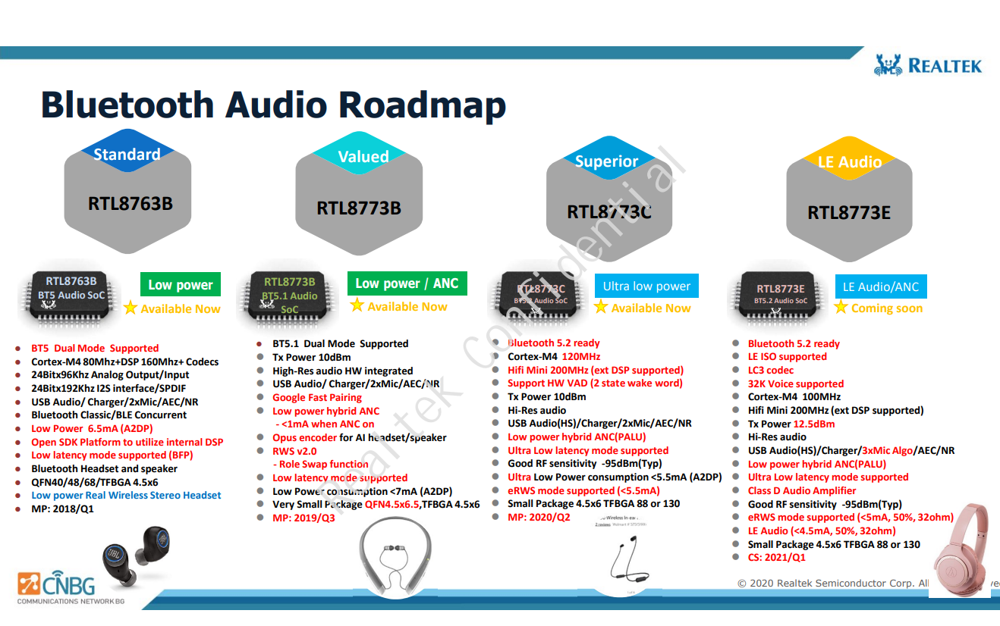 REALTEK
Bluetooth Audio Roadmap
Standard
RTL8763B
RTL8763B
BT5 Audio SoC
Low power
Available Now
BT5 Dual Mode Supported
Cortex-M4 80Mhz+DSP 160Mhz+ Codecs
24Bitx96Khz Analog Output/Input
24Bitx192Khz I2S interface/SPDIF
USB Audio/ Charger/2xMic/AEC/NR
Bluetooth Classic/BLE Concurrent
Low Power 6.5mA (A2DP)
Open SDK Platform to utilize internal DSP
Low latency mode supported (BFP)
Bluetooth Headset and speaker
QFN40/48/68/TFBGA 4.5x6
Low power Real Wireless Stereo Headset
MP: 2018/Q1
Valued
RTL8773B
RTL8773B
BT5.1 Audio
SoC
Low power / ANC
Available Now
BT5.1 Dual Mode Supported
Tx Power 10dBm
High-Res audio HW integrated
USB Audio/ Charger/2xMic/AEC/NR
Google Fast Pairing
Low power hybrid ANC
- <1mA when ANC on
Opus encoder for AI headset/speaker
RWS v2.0
- Role Swap function
Low latency mode supported
Low Power consumption <7mA (A2DP)
Very Small Package QFN4.5x6.5,TFBGA 4.5x6
MP: 2019/Q3
Superior
RTL8773C
RTL8773C
Audio SoC
Ultra low power
Available Now
Bluetooth 5.2 ready
Cortex-M4 120MHz
Hifi Mini 200MHz (ext DSP supported)
Support HW VAD (2 state wake word)
Tx Power 10dBm
Hi-Res audio
USB Audio(HS)/Charger/2xMic/AEC/NR
Low power hybrid ANC(PALU)
Ultra Low latency mode supported
Good RF sensitivity -95dBm(Typ)
Ultra Low Power consumption <5.5mA (A2DP)
eRWS mode supported (<5.5mA)
Small Package 4.5x6 TFBGA 88 or 130
MP: 2020/Q2
Wireless In-ear
LE Audio
RTL8773E
RTL8773E
BT5.2 Audio SoC
LE Audio/ANC
Coming soon
Bluetooth 5.2 ready
LE ISO supported
LC3 codec
32K Voice supported
Cortex-M4 100MHz
Hifi Mini 200MHz (ext DSP supported)
Tx Power 12.5dBm
Hi-Res audio
USB Audio(HS)/Charger/3xMic Algo/AEC/NR
Low power hybrid ANC(PALU)
Ultra Low latency mode supported
Class D Audio Amplifier
Good RF sensitivity -95dBm(Typ)
eRWS mode supported (<5mA, 50%, 32ohm)
LE Audio (<4.5mA, 50%, 32ohm)
Small Package 4.5x6 TFBGA 88 or 130
CS: 2021/Q1
Realtek Confidential
JBL
CNBG
COMMUNICATIONS NETWORK BG
© 2020 Realtek Semiconductor Corp.